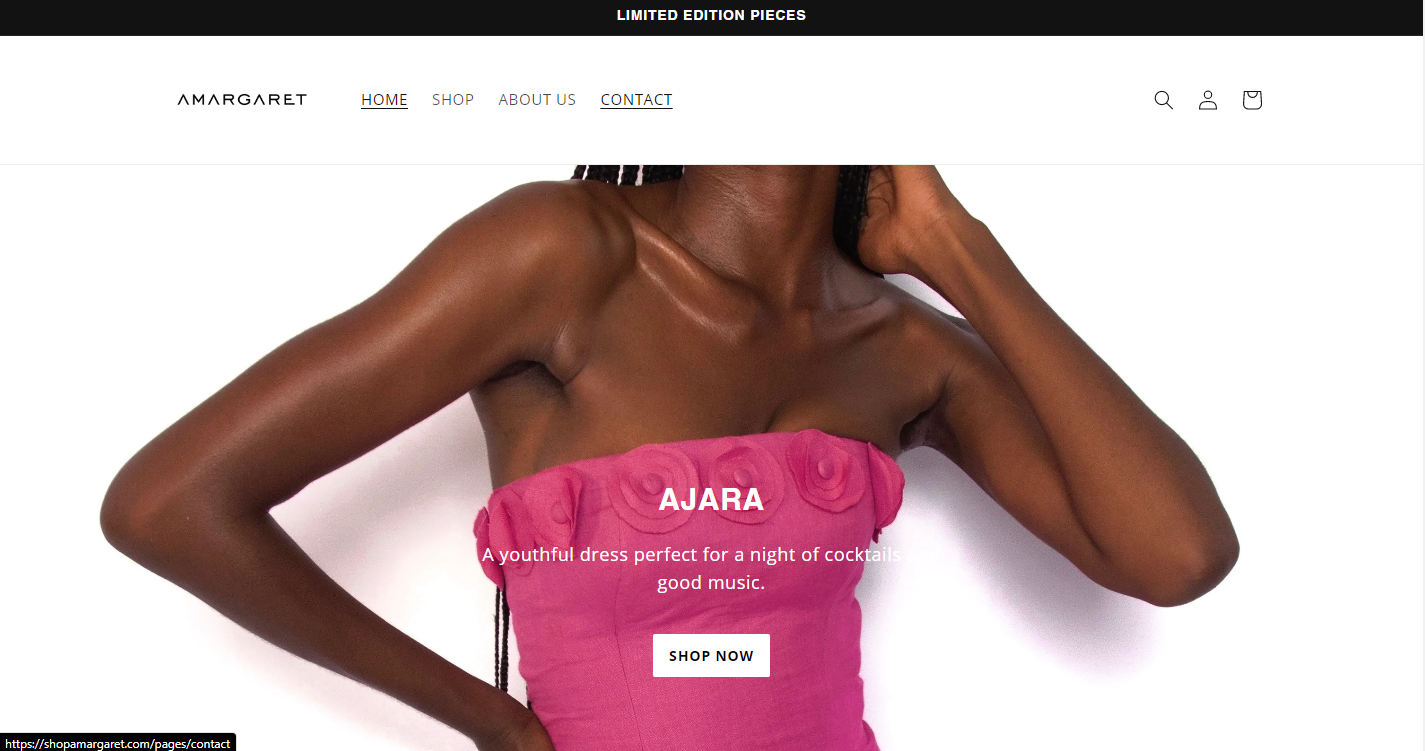 LIMITED EDITION PIECES
AMARGARET
HOME
SHOP
ABOUT US
CONTACT
AJARA
A youthful dress perfect for a night of cocktails
good music.
SHOP NOW
https://shopamargaret.com/pages/contact